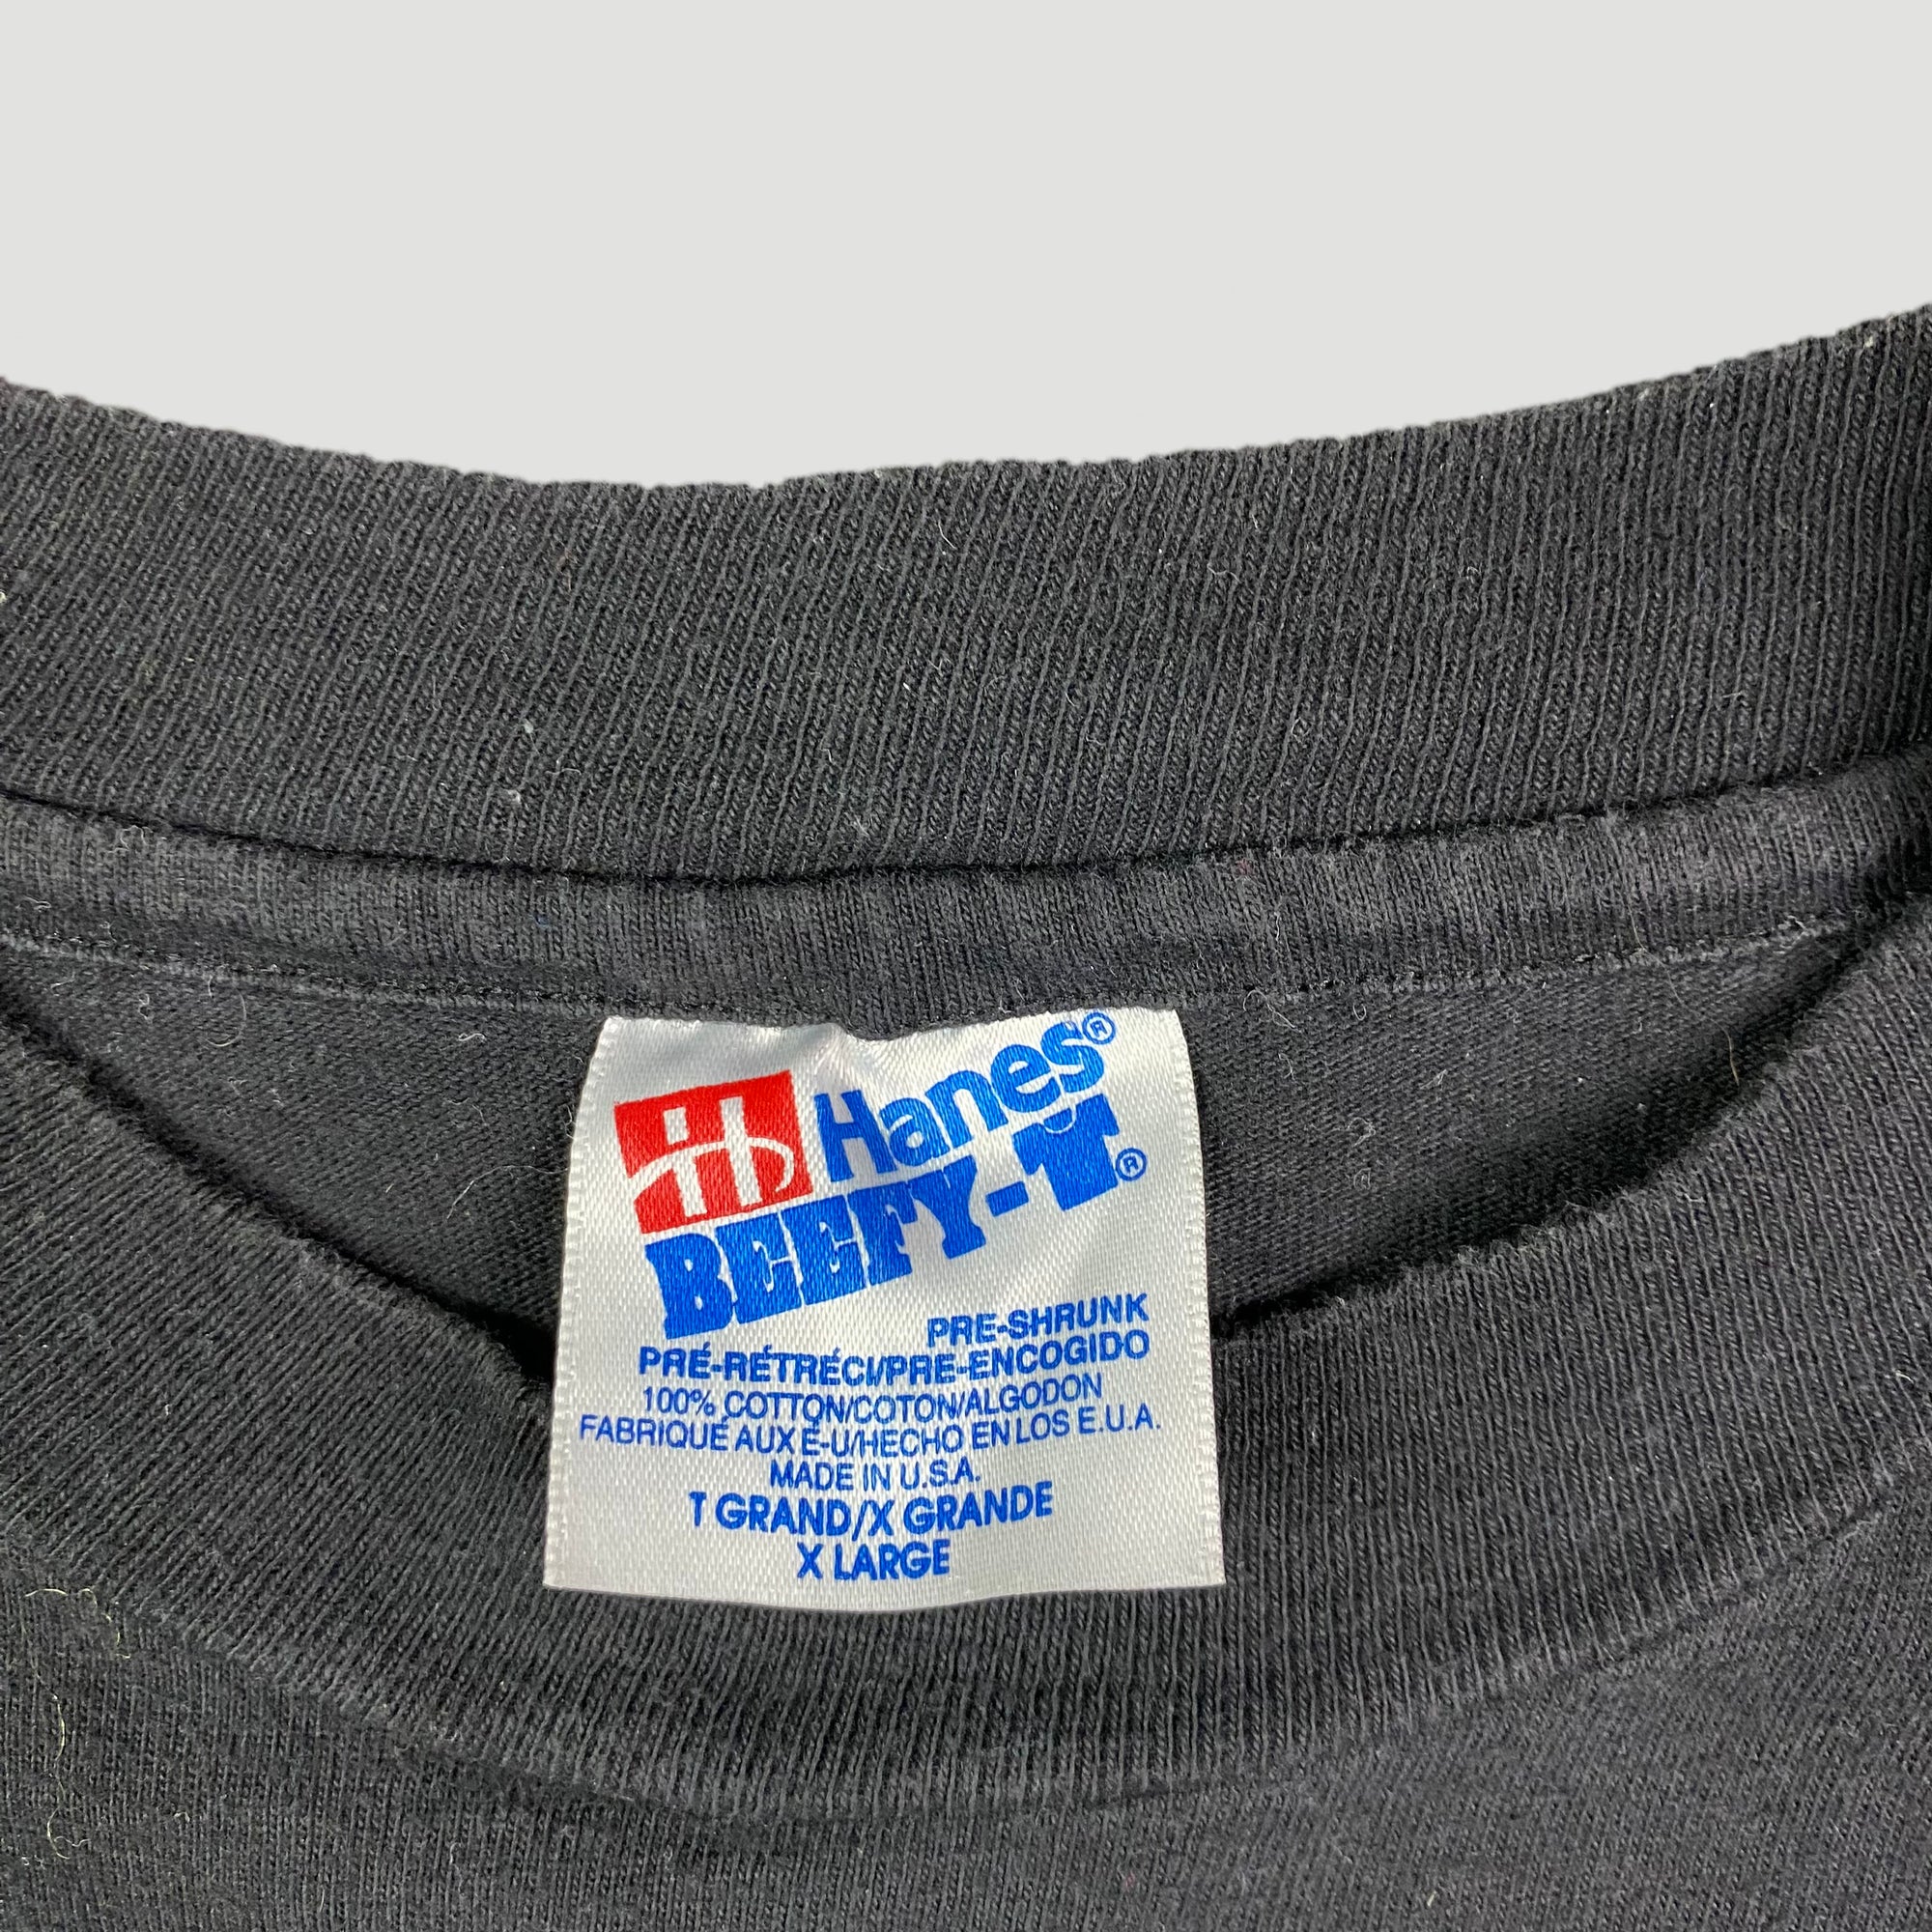 Hanes®
BEEFY-T®
PRE-SHRUNK
PRÉ-RÉTRÉCI/PRE-ENCOGIDO
100% COTTON/COTON/ALGODON
FABRIQUÉ AUX É-U/HECHO EN LOS E.U.A.
MADE IN U.S.A.
T GRAND/X GRANDE
X LARGE